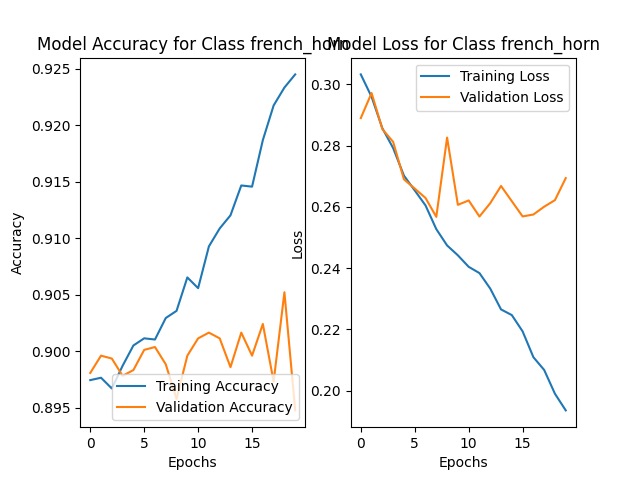 Model Accuracy for Class french_horn
0.925
0.920
0.915
0.910
0.905
0.900
0.895
Accuracy
Training Accuracy
Validation Accuracy
0 5 10 15
Epochs
Model Loss for Class french_horn
Training Loss
Validation Loss
0.30
0.28
0.26
0.24
0.22
0.20
Loss
0 5 10 15
Epochs